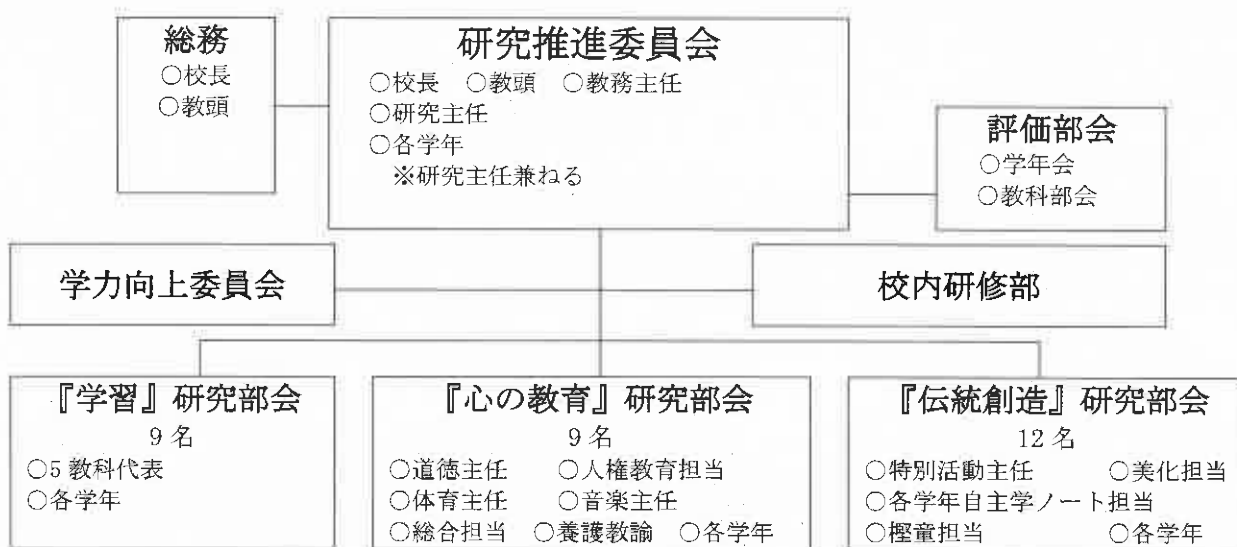 総務
○校長
○教頭
研究推進委員会
○校長 ○教頭 ○教務主任
○研究主任
○各学年
※研究主任兼ねる
評価部会
○学年会
○教科部会
学力向上委員会
校内研修部
『学習』研究部会
9名
○5教科代表
○各学年
『心の教育』研究部会
9名
○道徳主任 ○人権教育担当
○体育主任 ○音楽主任
○総合担当 ○養護教諭 ○各学年
『伝統創造』研究部会
12名
○特別活動主任 ○美化担当
○各学年自主学ノート担当
○樫童担当 ○各学年